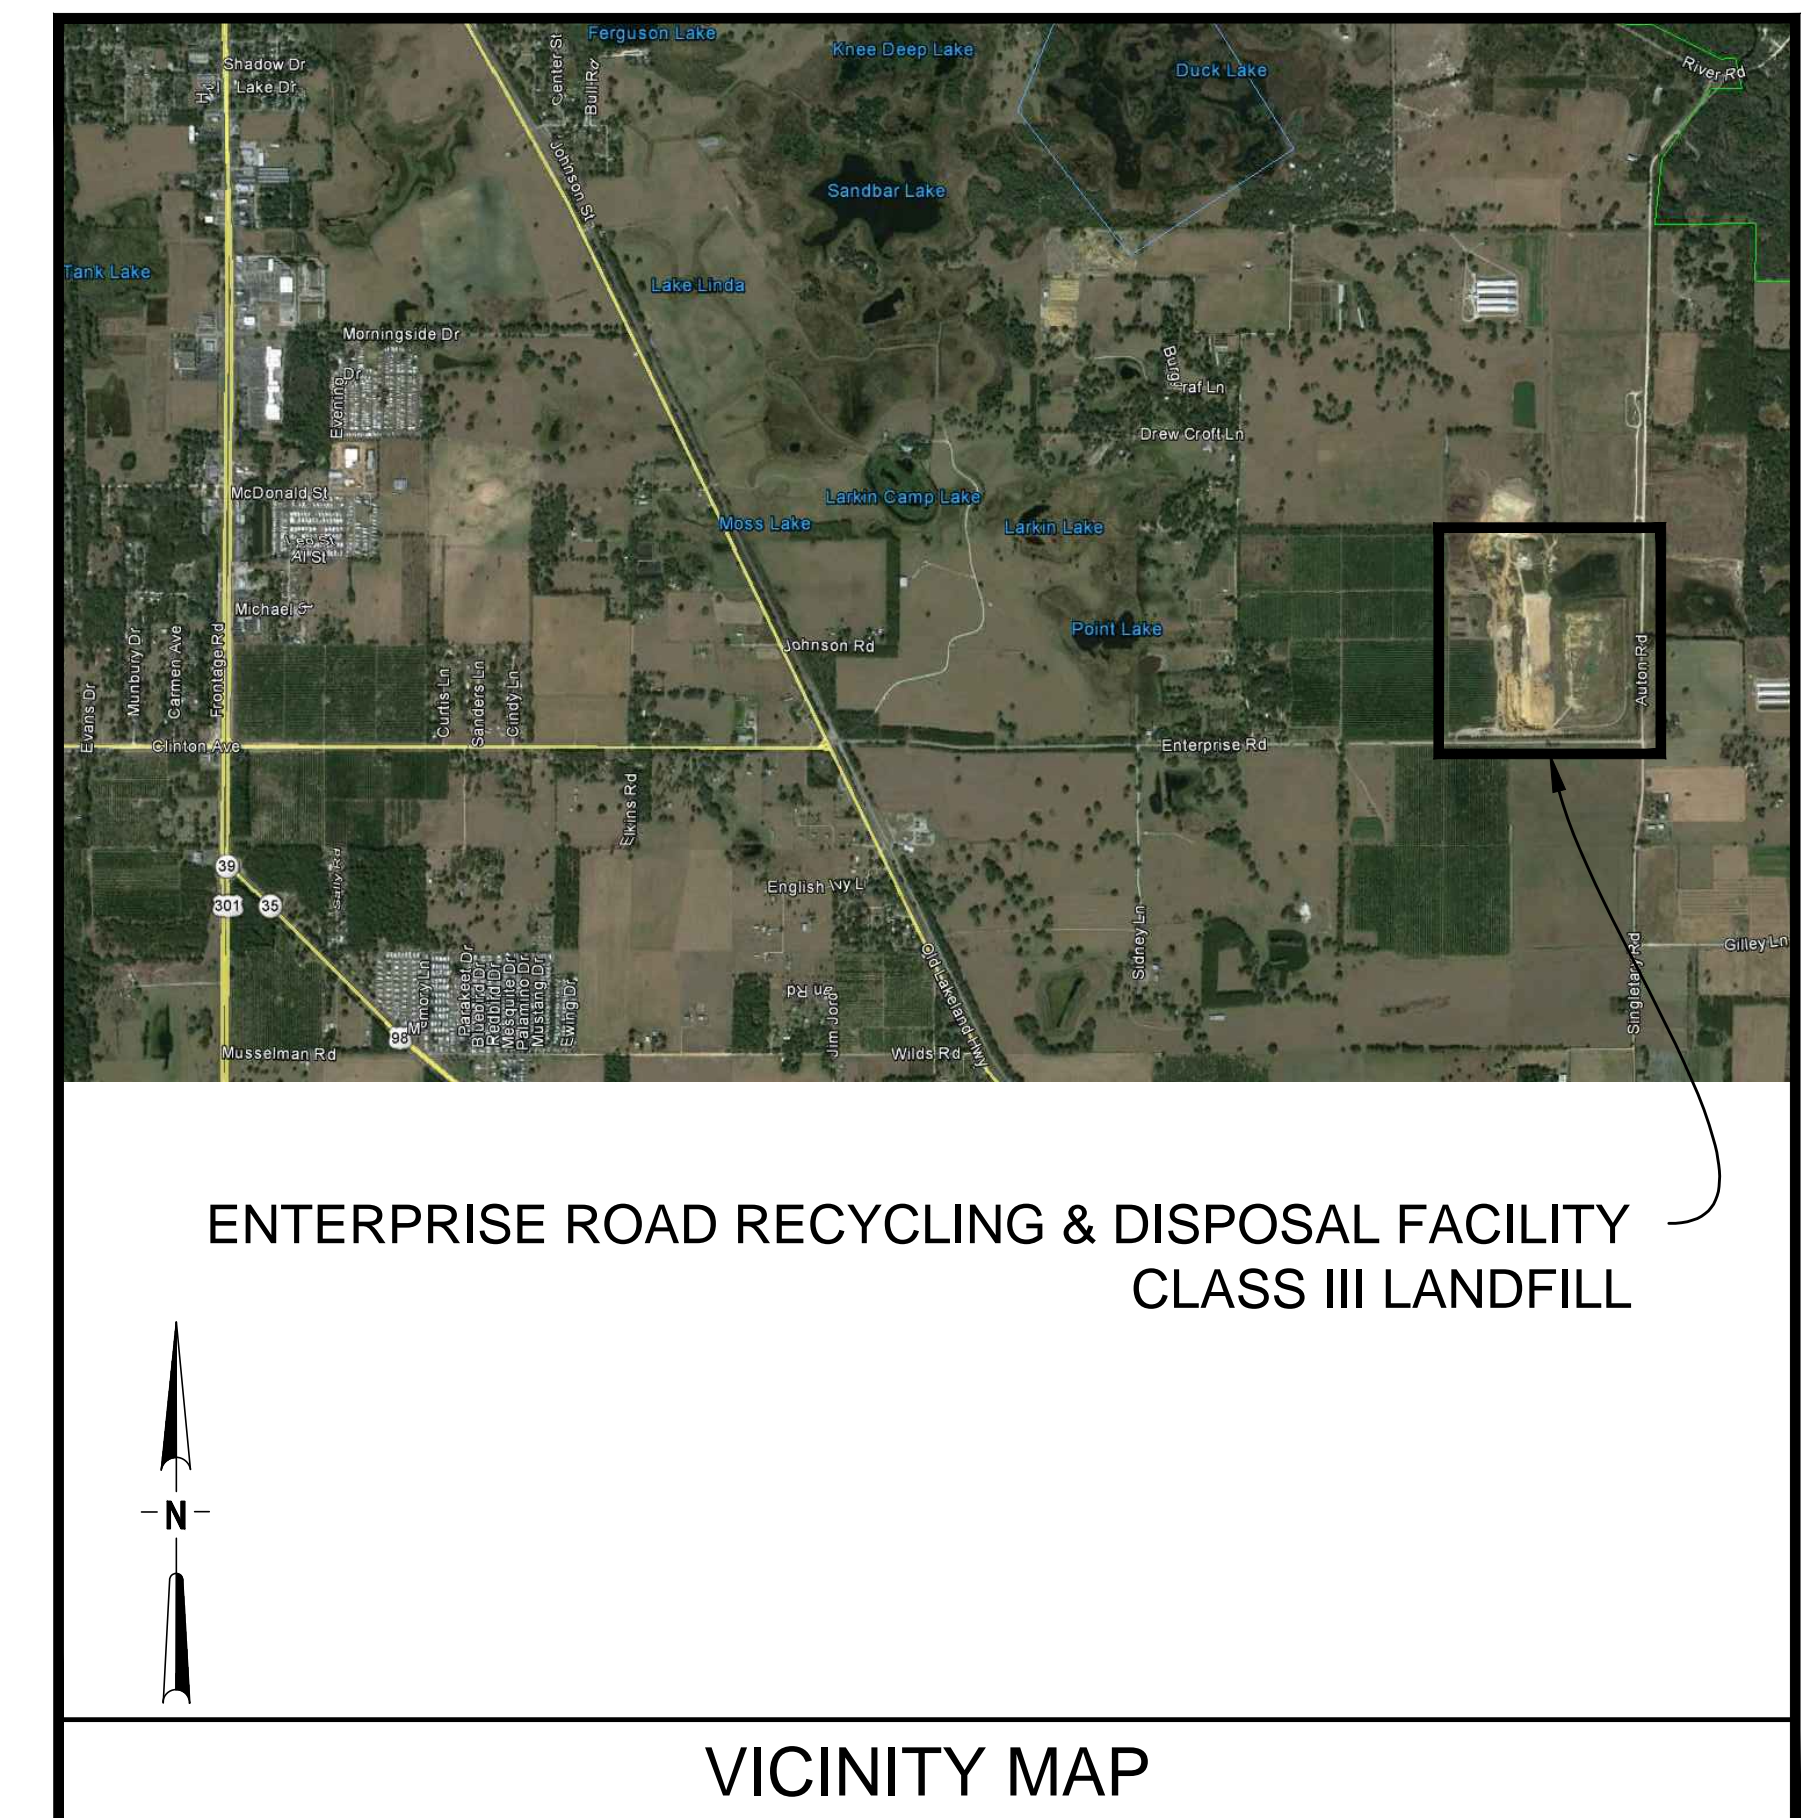 Ferguson Lake
Knee Deep Lake
Duck Lake
River Rd
Shadow Dr
Lake Dr
Center St
Bull Rd
Johnson St
Sandbar Lake
Tank Lake
Lake Linda
Morningside Dr
Evening Dr
Drew Croft Ln
McDonald St
Al St
Larkin Camp Lake
Moss Lake
Larkin Lake
Michael
Point Lake
Johnson Rd
Evans Dr
Munbury Dr
Carmen Ave
Frontage Rd
Curtis Ln
Sanders Ln
Cindy Ln
Auton Rd
Clinton Ave
Enterprise Rd
Elkins Rd
39
301
35
Sally Rd
English
Sidney Ln
Singletary Rd
Gilley Ln
Old Lakeland Hwy
Memory Ln
Parakeet Dr
Bluebird Dr
Redbird Dr
Mesquite Dr
Palamino Dr
Mustang Dr
Ewing Dr
98
Musselman Rd
Wilds Rd
ENTERPRISE ROAD RECYCLING & DISPOSAL FACILITY
CLASS III LANDFILL
N
VICINITY MAP